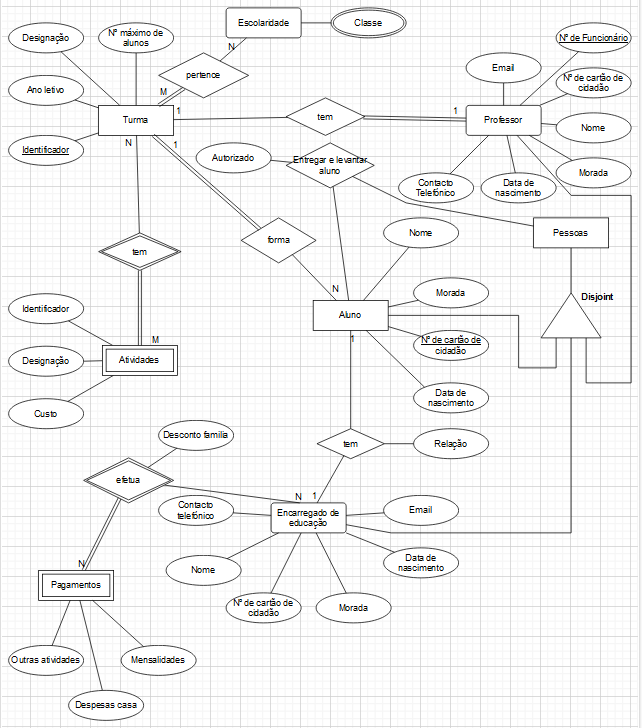 Escolaridade
Classe
Designação
Nº máximo de
alunos
N
pertence
Nº de Funcionário
Email
Ano letivo
M
Nº de cartão de
cidadão
1
tem
1
Turma
Professor
Nome
N
1
Identificador
Autorizado
Entregar e levantar
aluno
Morada
Contacto
Telefónico
Data de
nascimento
Nome
Pessoas
forma
tem
N
Morada
Disjoint
Identificador
Aluno
M
1
Nº de cartão de
cidadão
Atividades
Designação
Custo
Data de
nascimento
Desconto familia
tem
Relação
efetua
N
1
Contacto
telefónico
Encarregado de
educação
Email
N
Nome
Data de
nascimento
Pagamentos
Nº de cartão de
cidadão
Morada
Outras atividades
Mensalidades
Despesas casa